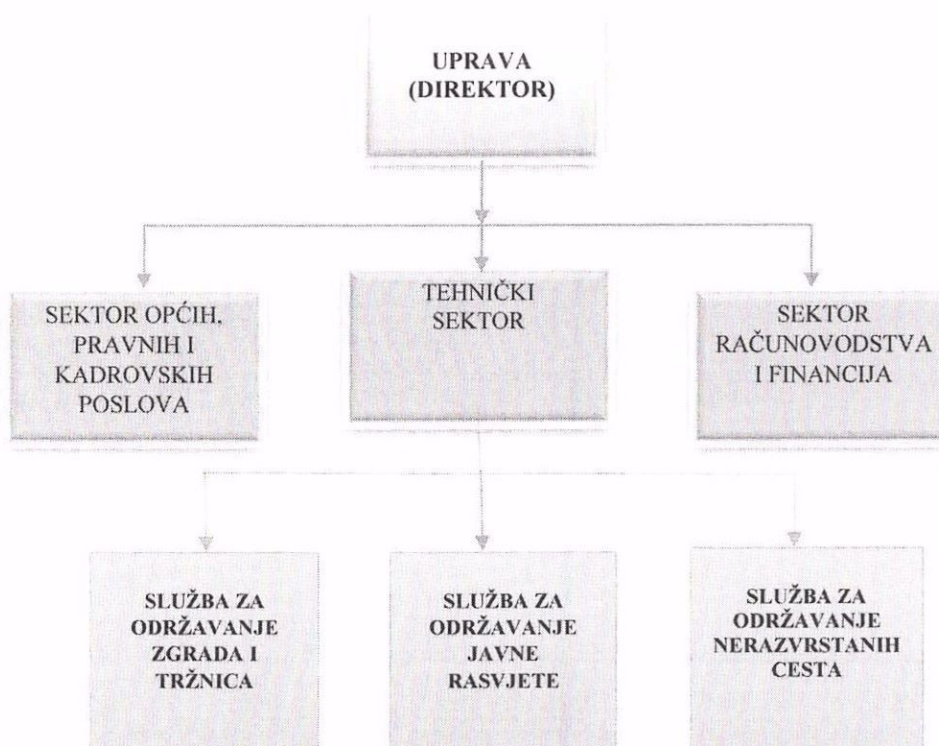 UPRAVA
(DIREKTOR)
SEKTOR OPĆIH,
PRAVNIH I
KADROVSKIH
POSLOVA
TEHNIČKI
SEKTOR
SEKTOR
RAČUNOVODSTVA
I FINANCIJA
SLUŽBA ZA
ODRŽAVANJE
ZGRADA I
TRŽNICA
SLUŽBA ZA
ODRŽAVANJE
JAVNE
RASVJETE
SLUŽBA ZA
ODRŽAVANJE
NERAZVRSTANIH
CESTA